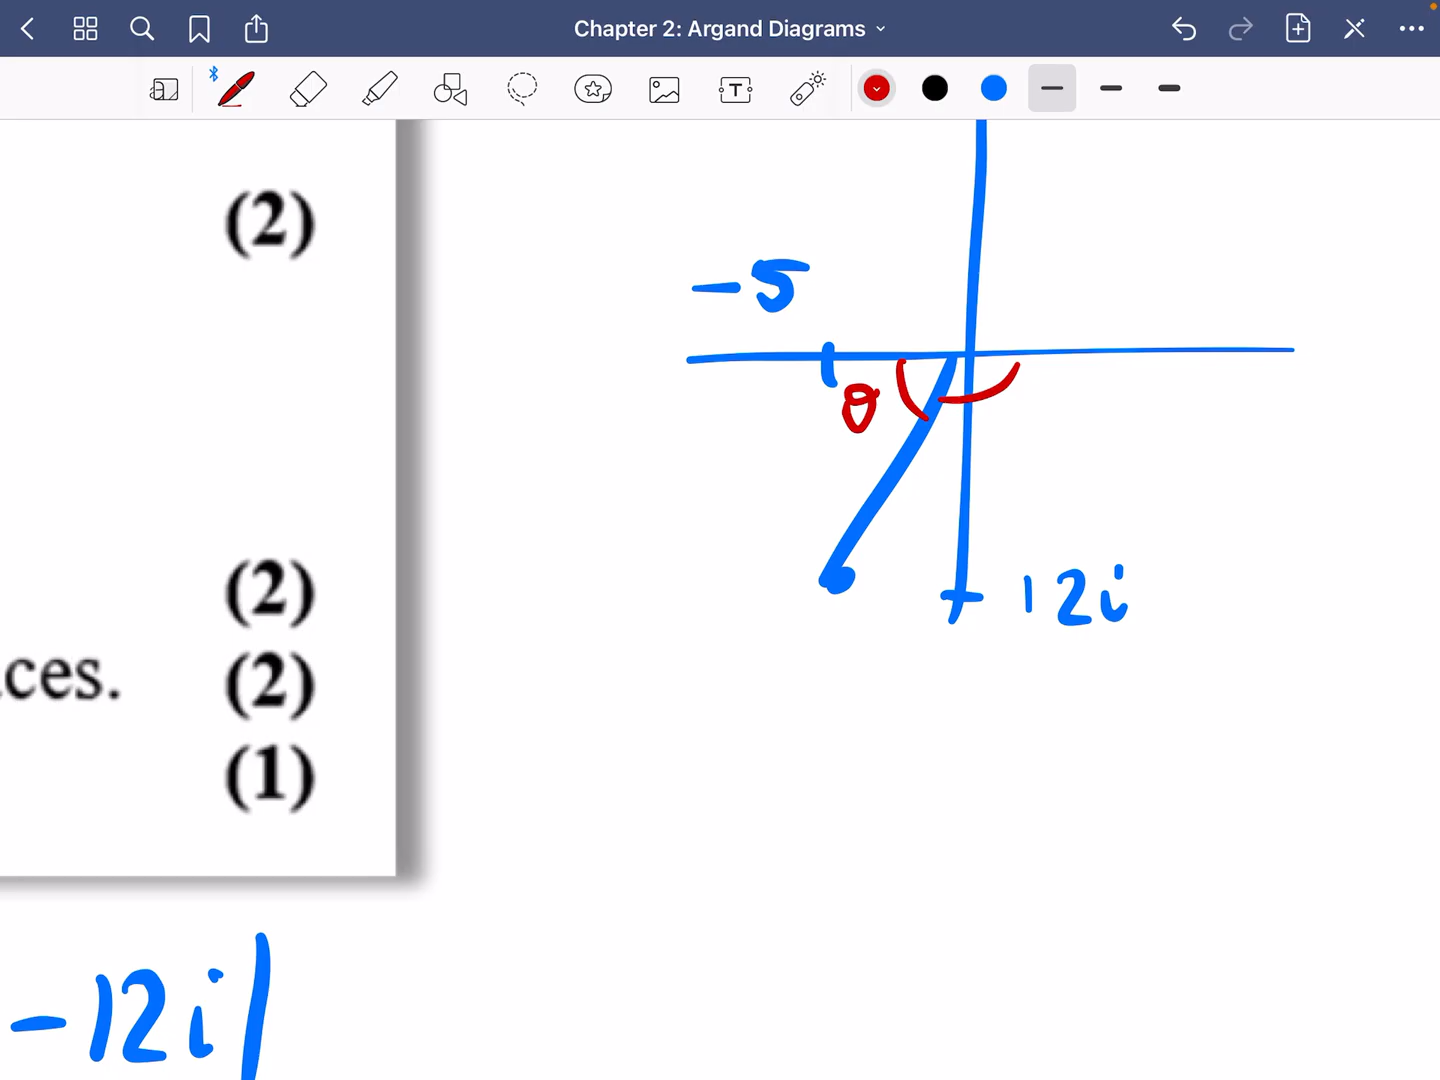 Chapter 2: Argand Diagrams
(2)
-5
θ
12i
(2)
ces. (2)
(1)
-12i|